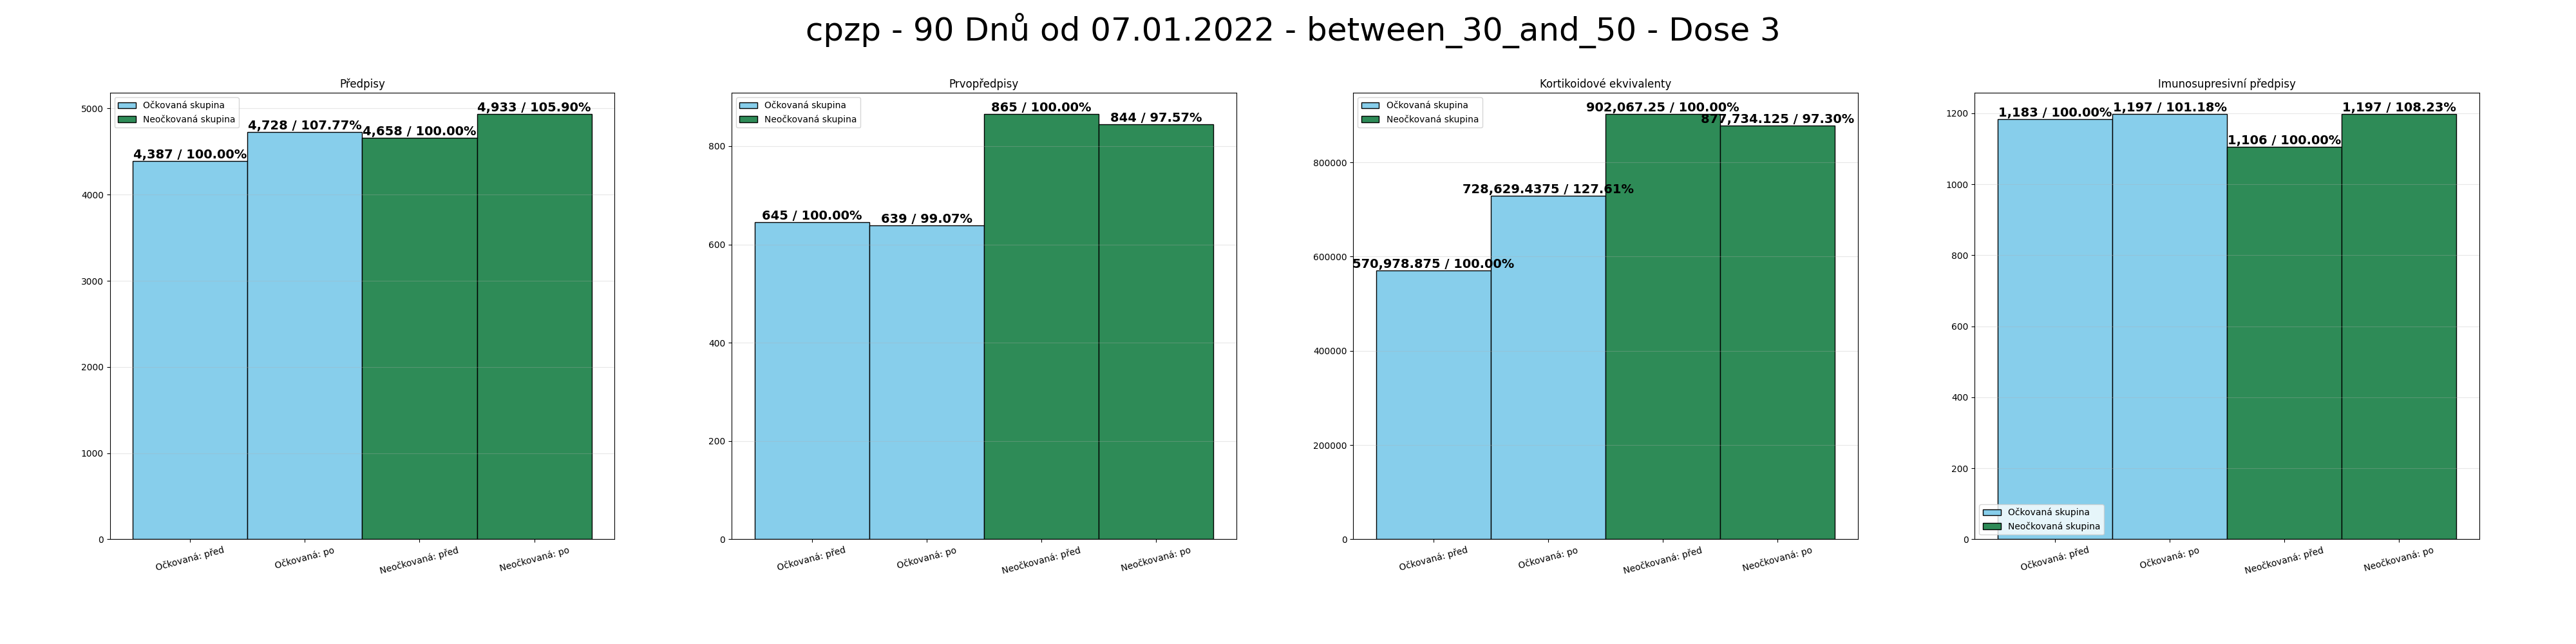 cpzp - 90 Dnů od 07.01.2022 - between_30_and_50 - Dose 3
Předpisy
Očkovaná skupina
Neočkovaná skupina
4,387 / 100.00%
4,728 / 107.77%
4,658 / 100.00%
4,933 / 105.90%
5000
4000
3000
2000
1000
0
Očkovaná: před
Očkovaná: po
Neočkovaná: před
Neočkovaná: po
Prvopředpisy
Očkovaná skupina
Neočkovaná skupina
645 / 100.00%
639 / 99.07%
865 / 100.00%
844 / 97.57%
800
600
400
200
0
Očkovaná: před
Očkovaná: po
Neočkovaná: před
Neočkovaná: po
Kortikoidové ekvivalenty
Očkovaná skupina
Neočkovaná skupina
570,978.875 / 100.00%
728,629.4375 / 127.61%
902,067.25 / 100.00%
877,734.125 / 97.30%
800000
600000
400000
200000
0
Očkovaná: před
Očkovaná: po
Neočkovaná: před
Neočkovaná: po
Imunosupresivní předpisy
1,183 / 100.00%
1,197 / 101.18%
1,106 / 100.00%
1,197 / 108.23%
1200
1000
800
600
400
200
0
Očkovaná skupina
Neočkovaná skupina
Očkovaná: před
Očkovaná: po
Neočkovaná: před
Neočkovaná: po